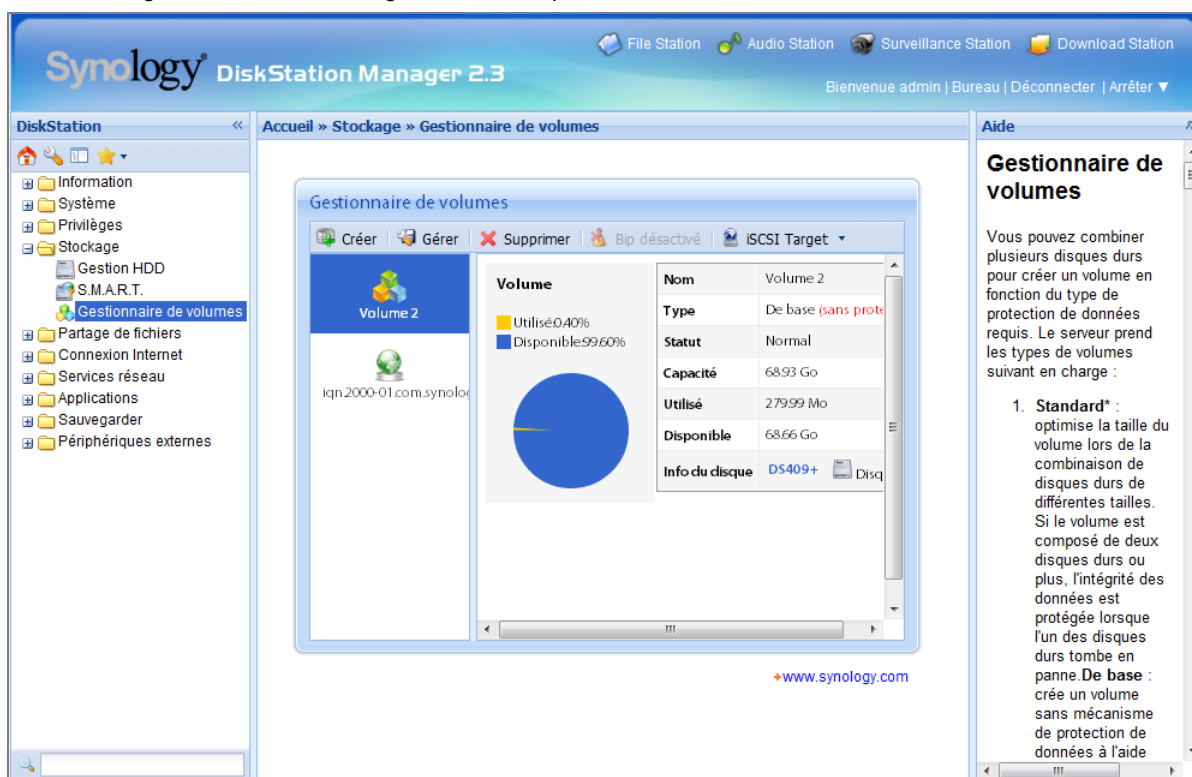 Synology DiskStation Manager 2.3
File Station Audio Station Surveillance Station Download Station
Bienvenue admin | Bureau | Déconnecter | Arrêter ▼
DiskStation «
Information
Système
Privilèges
Stockage
Gestion HDD
S.M.A.R.T.
Gestionnaire de volumes
Partage de fichiers
Connexion Internet
Services réseau
Applications
Sauvegarder
Périphériques externes
Accueil » Stockage » Gestionnaire de volumes
Gestionnaire de volumes
Créer Gérer Supprimer Bip désactivé iSCSI Target
Volume 2
iqn.2000-01.com.synolog
Volume
Utilisé:0.40%
Disponible:99.60%
Nom Volume 2
Type De base (sans prote
Statut Normal
Capacité 68.93 Go
Utilisé 279.99 Mo
Disponible 68.66 Go
Info du disque DS409+ Disq
+www.synology.com
Aide
Gestionnaire de
volumes
Vous pouvez combiner
plusieurs disques durs
pour créer un volume en
fonction du type de
protection de données
requis. Le serveur prend
les types de volumes
suivant en charge :
1. Standard* :
optimise la taille du
volume lors de la
combinaison de
disques durs de
différentes tailles.
Si le volume est
composé de deux
disques durs ou
plus, l'intégrité des
données est
protégée lorsque
l'un des disques
durs tombe en
panne.De base :
crée un volume
sans mécanisme
de protection de
données à l'aide